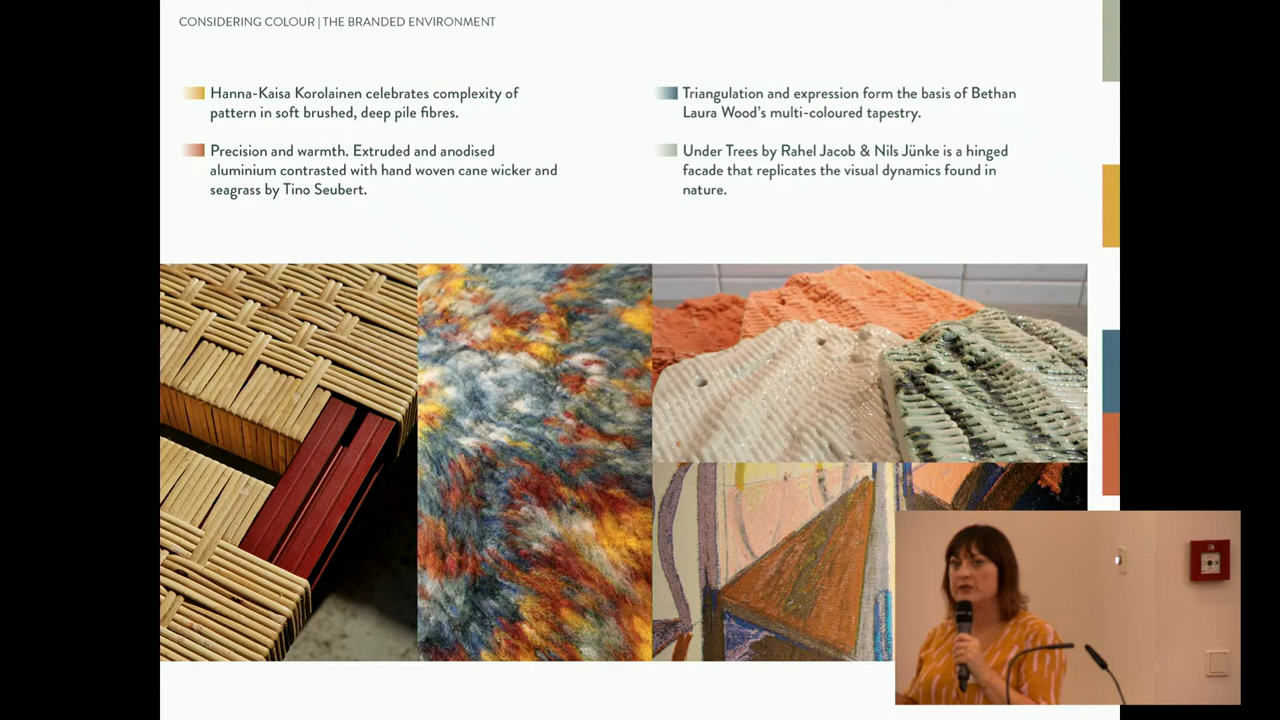 CONSIDERING COLOUR | THE BRANDED ENVIRONMENT
Hanna-Kaisa Korolainen celebrates complexity of
pattern in soft brushed, deep pile fibres.
Precision and warmth. Extruded and anodised
aluminium contrasted with hand woven cane wicker and
seagrass by Tino Seubert.
Triangulation and expression form the basis of Bethan
Laura Wood's multi-coloured tapestry.
Under Trees by Rahel Jacob & Nils Jünke is a hinged
facade that replicates the visual dynamics found in
nature.